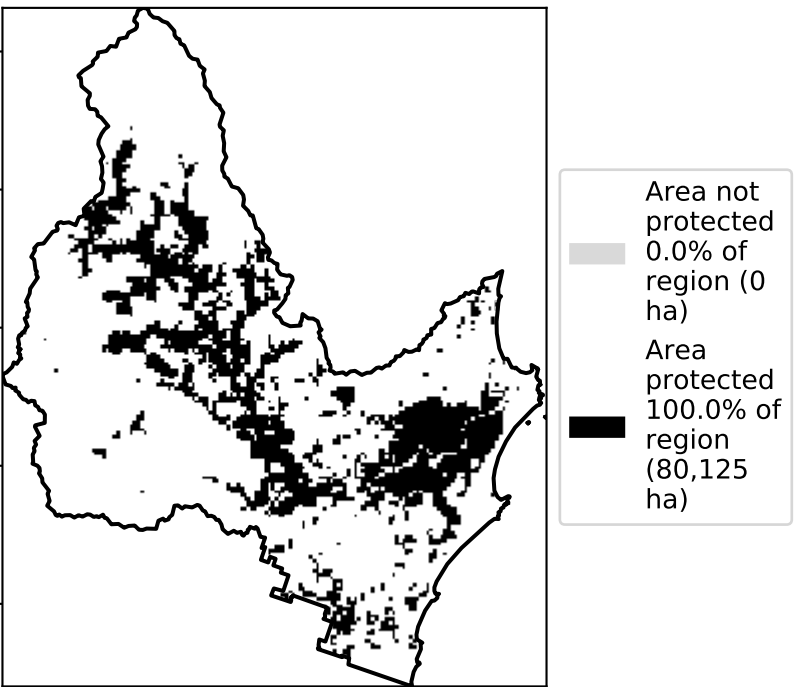 Area not
protected
0.0% of
region (0
ha)
Area
protected
100.0% of
region
(80,125
ha)